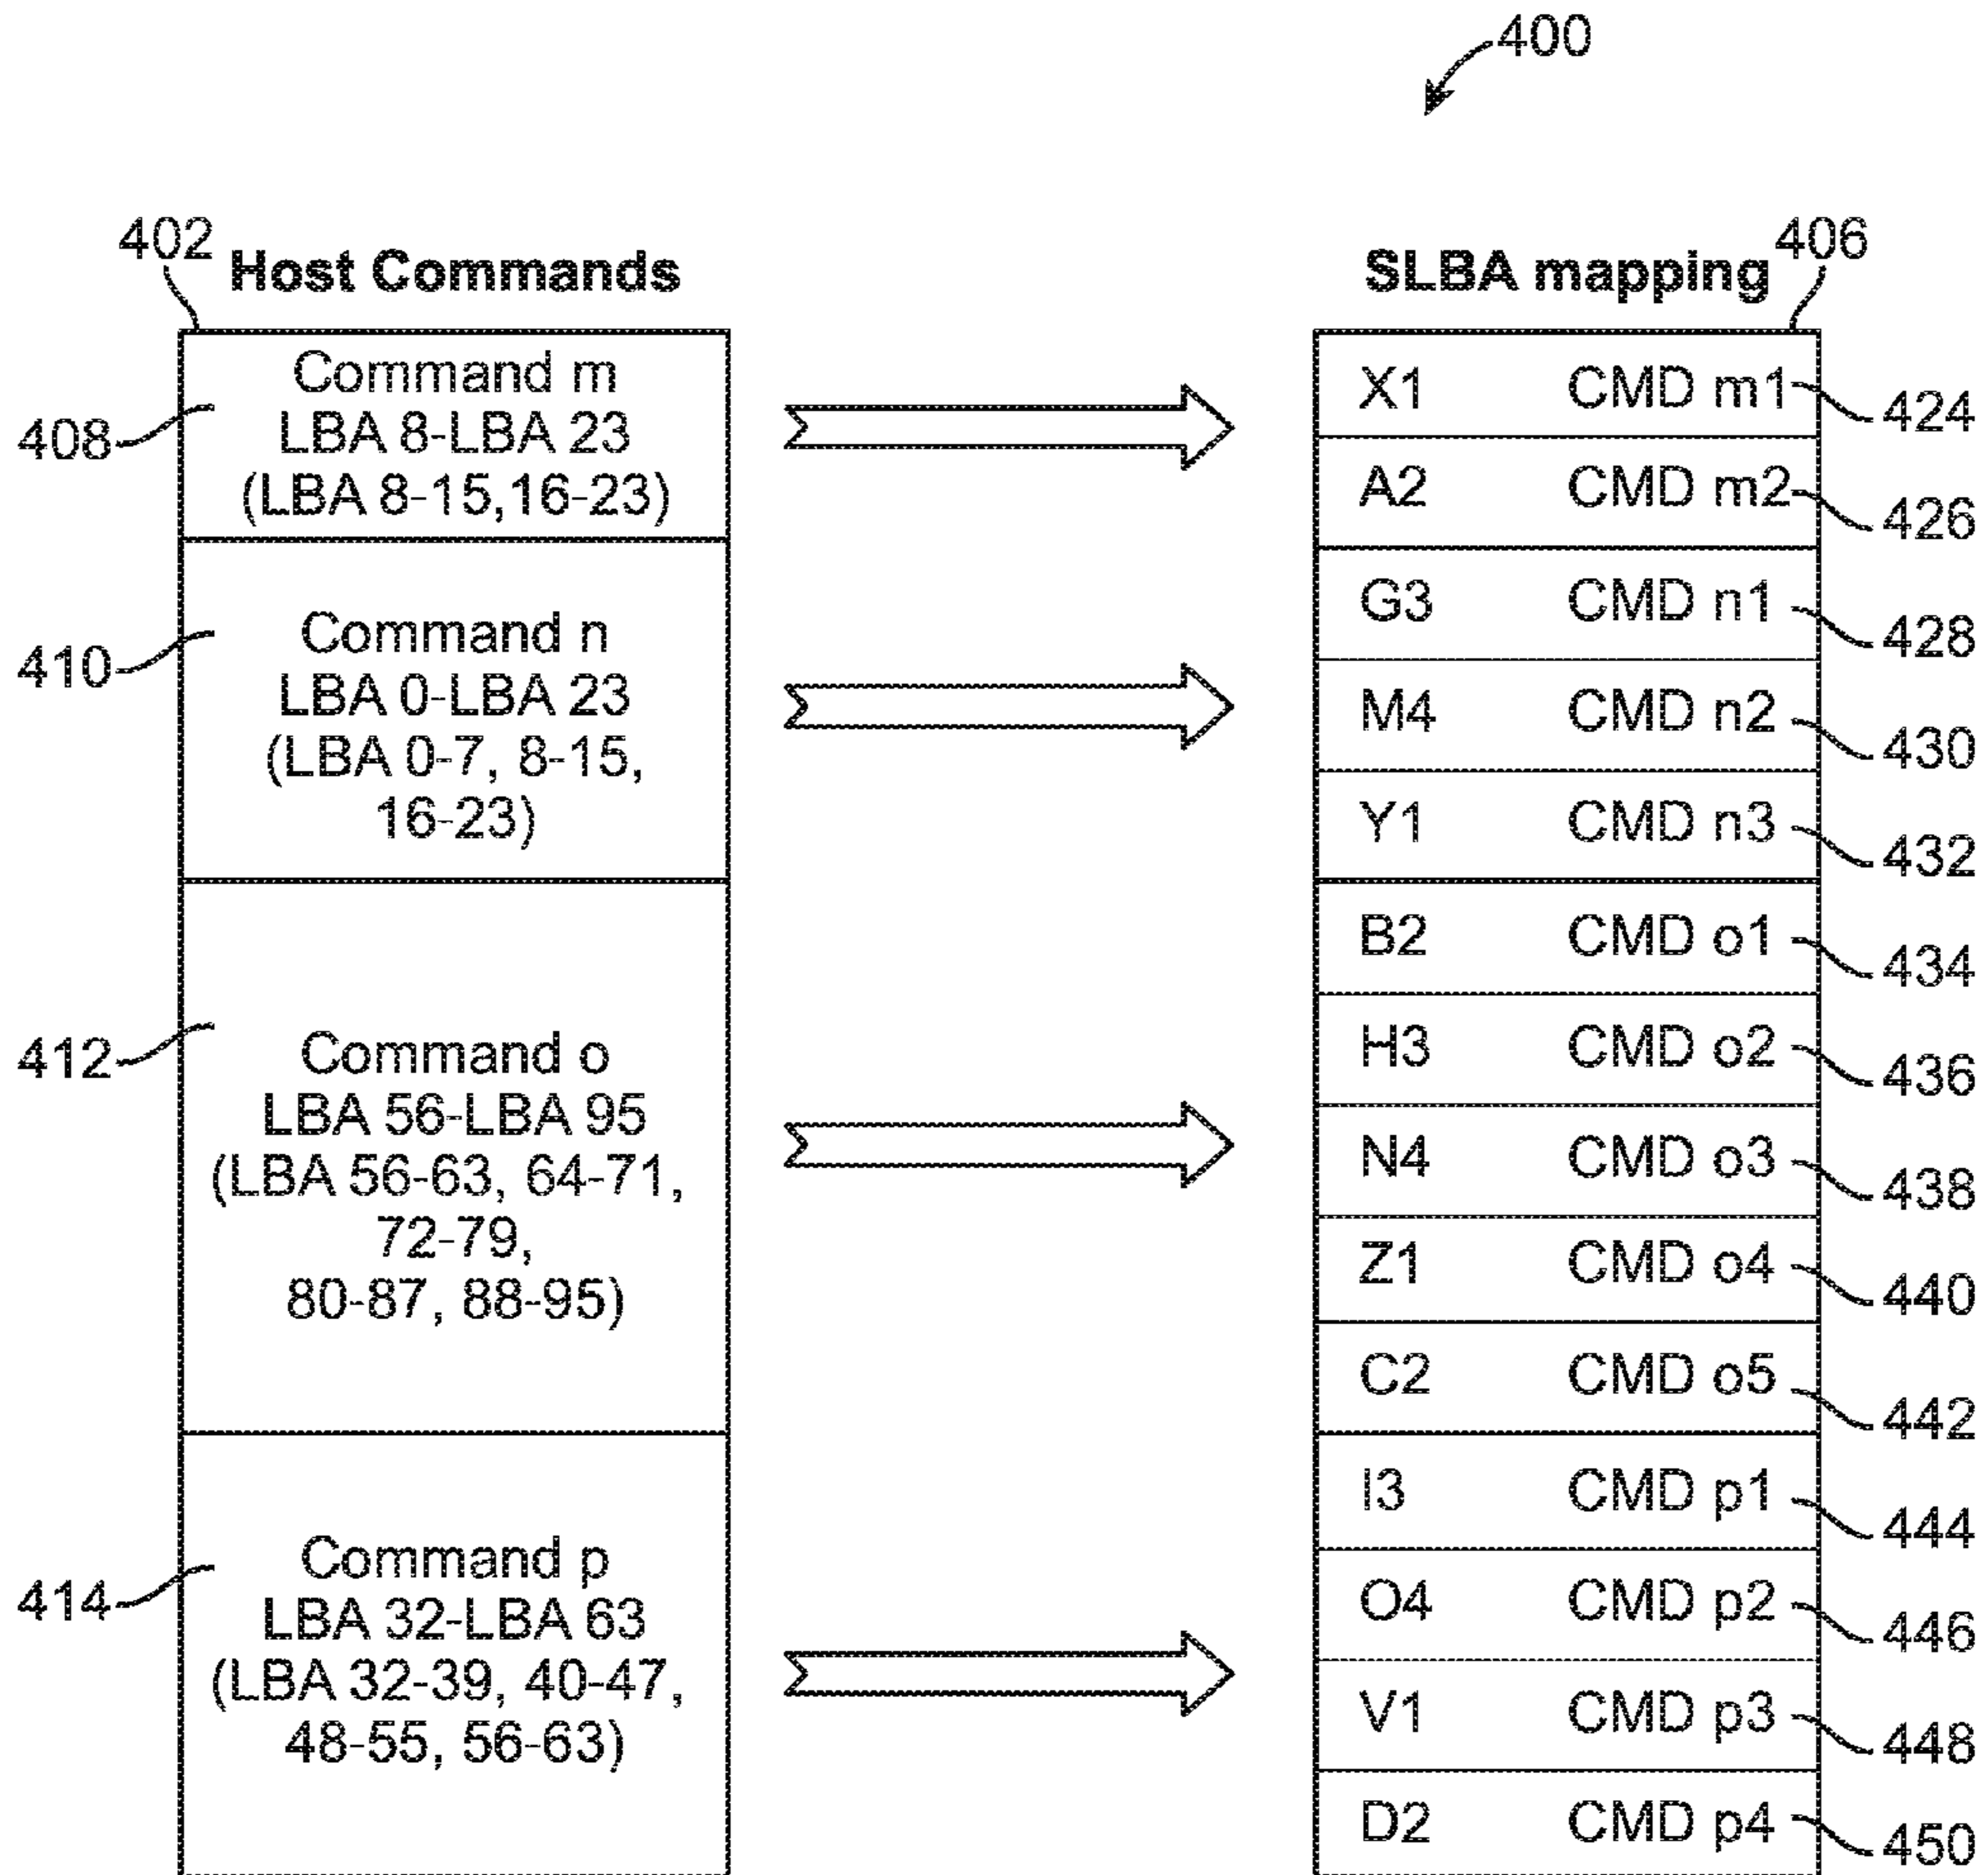 400
402
Host Commands
408
Command m
LBA 8-LBA 23
(LBA 8-15,16-23)
410
Command n
LBA 0-LBA 23
(LBA 0-7, 8-15,
16-23)
412
Command o
LBA 56-LBA 95
(LBA 56-63, 64-71,
72-79,
80-87, 88-95)
414
Command p
LBA 32-LBA 63
(LBA 32-39, 40-47,
48-55, 56-63)
SLBA mapping
406
X1 CMD m1 424
A2 CMD m2 426
G3 CMD n1 428
M4 CMD n2 430
Y1 CMD n3 432
B2 CMD o1 434
H3 CMD o2 436
N4 CMD o3 438
Z1 CMD o4 440
C2 CMD o5 442
I3 CMD p1 444
O4 CMD p2 446
V1 CMD p3 448
D2 CMD p4 450